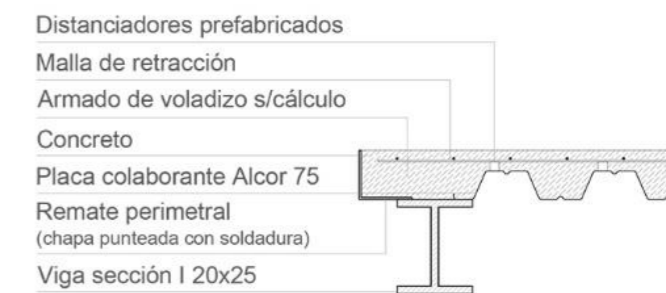 Distanciadores prefabricados
Malla de retracción
Armado de voladizo s/cálculo
Concreto
Placa colaborante Alcor 75
Remate perimetral
(chapa punteada con soldadura)
Viga sección I 20x25